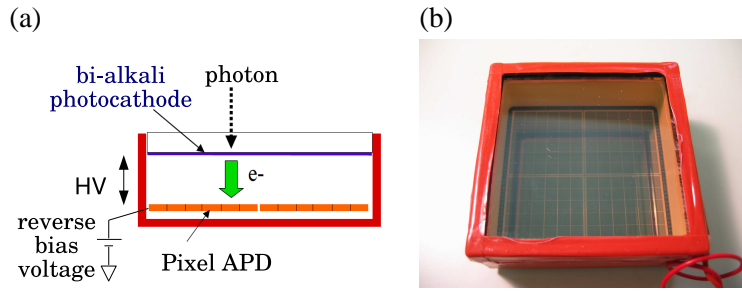 (a)
(b)
bi-alkali
photocathode
photon
HV
e-
reverse
bias
voltage
Pixel APD